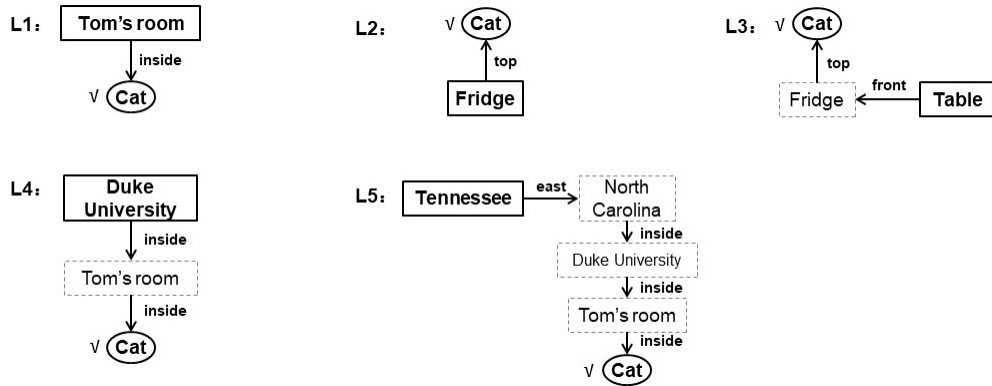 L1：
Tom's room
inside
√ Cat
L2：
√ Cat
top
Fridge
L3：
√ Cat
top
Fridge
front
Table
L4：
Duke
University
inside
Tom's room
inside
√ Cat
L5：
Tennessee
east
North
Carolina
inside
Duke University
inside
Tom's room
inside
√ Cat